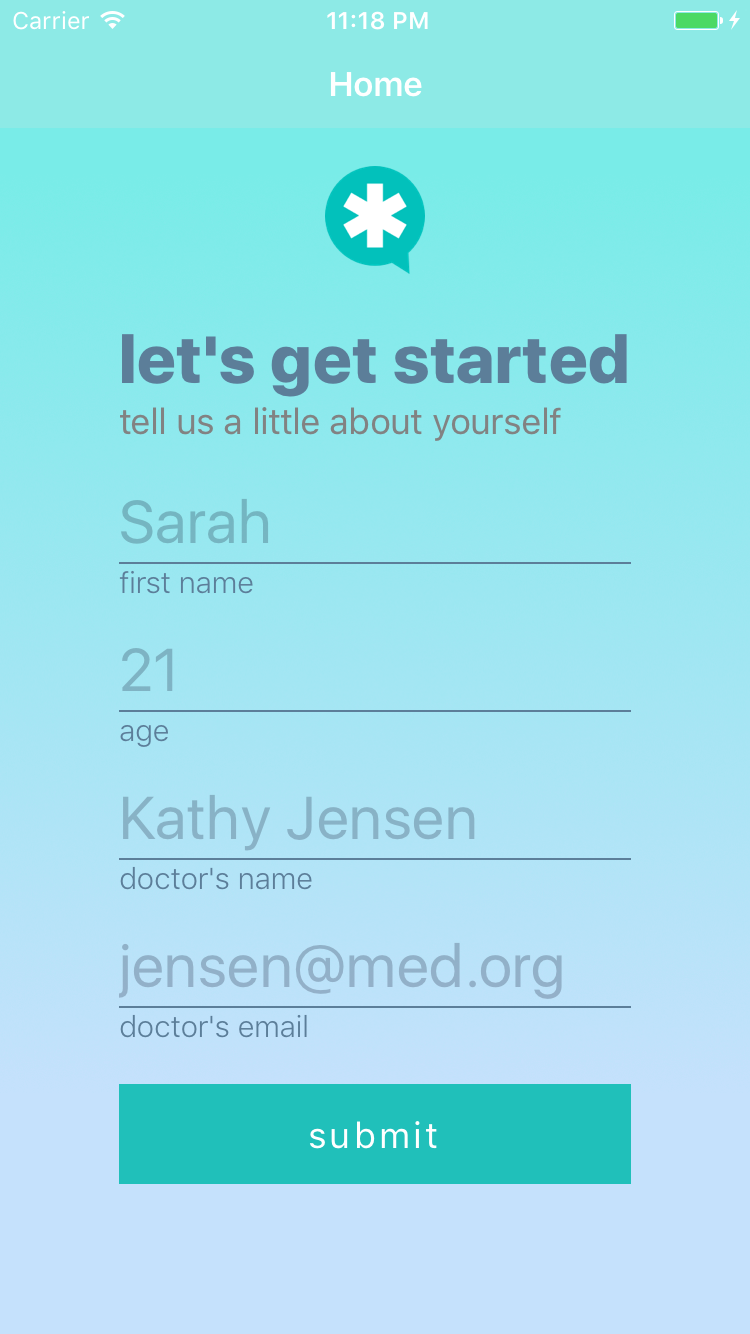 Carrier 11:18 PM
Home
let's get started
tell us a little about yourself
Sarah
first name
21
age
Kathy Jensen
doctor's name
jensen@med.org
doctor's email
submit